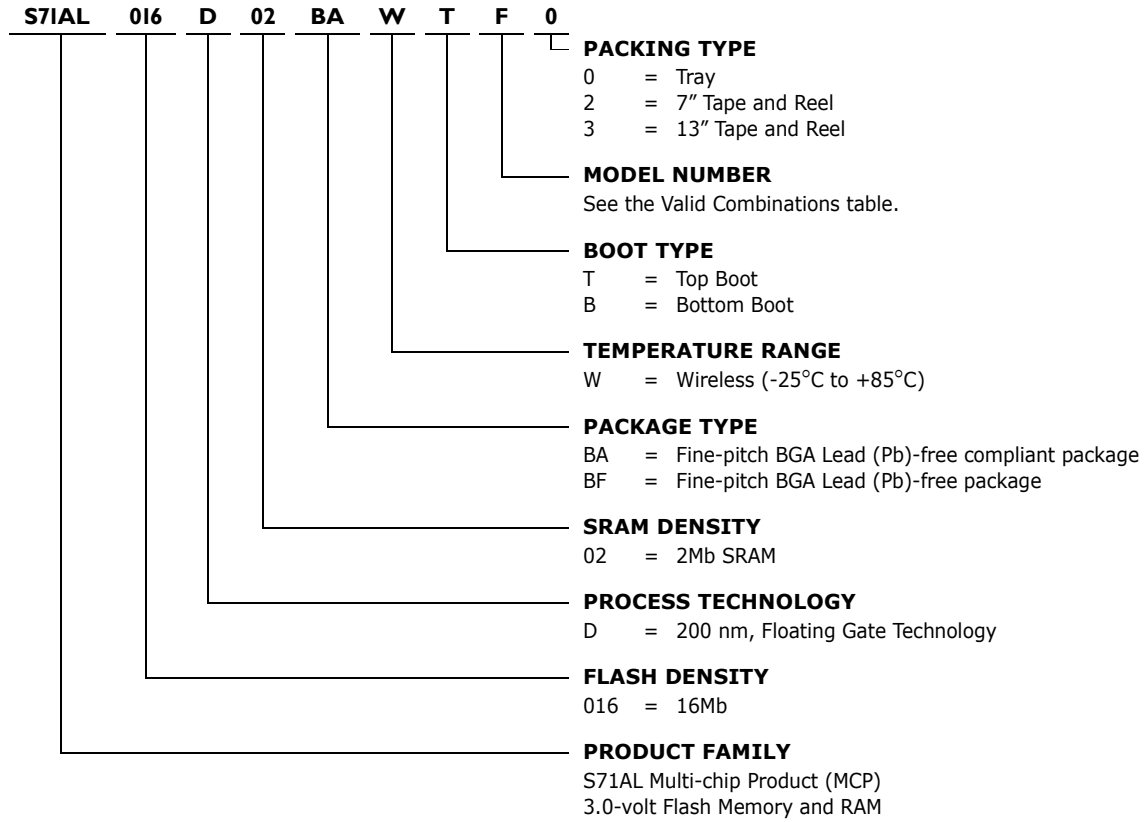 S71AL 016 D 02 BA W T F 0
PACKING TYPE
0 = Tray
2 = 7″ Tape and Reel
3 = 13″ Tape and Reel
MODEL NUMBER
See the Valid Combinations table.
BOOT TYPE
T = Top Boot
B = Bottom Boot
TEMPERATURE RANGE
W = Wireless (-25°C to +85°C)
PACKAGE TYPE
BA = Fine-pitch BGA Lead (Pb)-free compliant package
BF = Fine-pitch BGA Lead (Pb)-free package
SRAM DENSITY
02 = 2Mb SRAM
PROCESS TECHNOLOGY
D = 200 nm, Floating Gate Technology
FLASH DENSITY
016 = 16Mb
PRODUCT FAMILY
S71AL Multi-chip Product (MCP)
3.0-volt Flash Memory and RAM